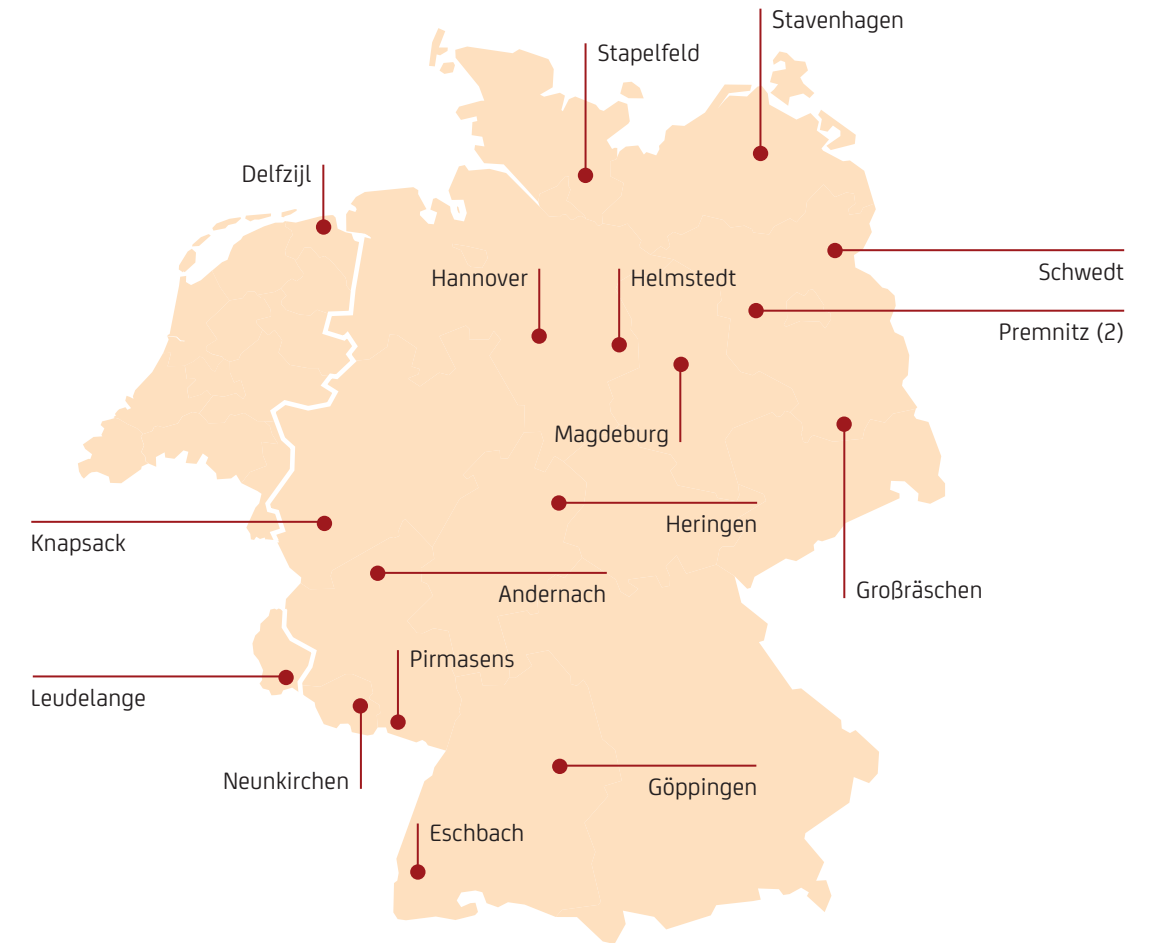 Stavenhagen
Stapelfeld
Delfzijl
Schwedt
Hannover
Helmstedt
Premnitz (2)
Magdeburg
Heringen
Knapsack
Großräschen
Andernach
Pirmasens
Leudelange
Neunkirchen
Göppingen
Eschbach